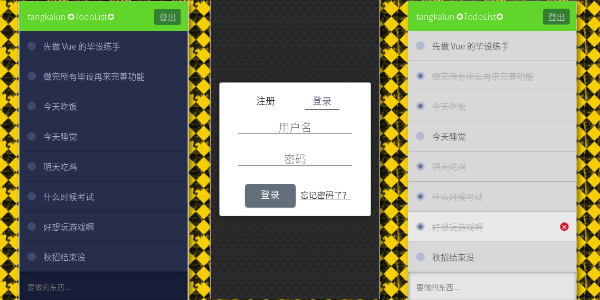 tangkalun ✪TodoList✪
登出
先做 Vue 的毕设练手
做完所有毕设再来完善功能
今天吃饭
今天睡觉
明天吃鸡
什么时候考试
好想玩游戏啊
秋招结束没
要做的东西...
注册
登录
用户名
密码
登录
忘记密码了？
tangkalun ✪TodoList✪
登出
先做 Vue 的毕设练手
做完所有毕设再来完善功能
今天吃饭
今天睡觉
明天吃鸡
什么时候考试
好想玩游戏啊
秋招结束没
要做的东西...